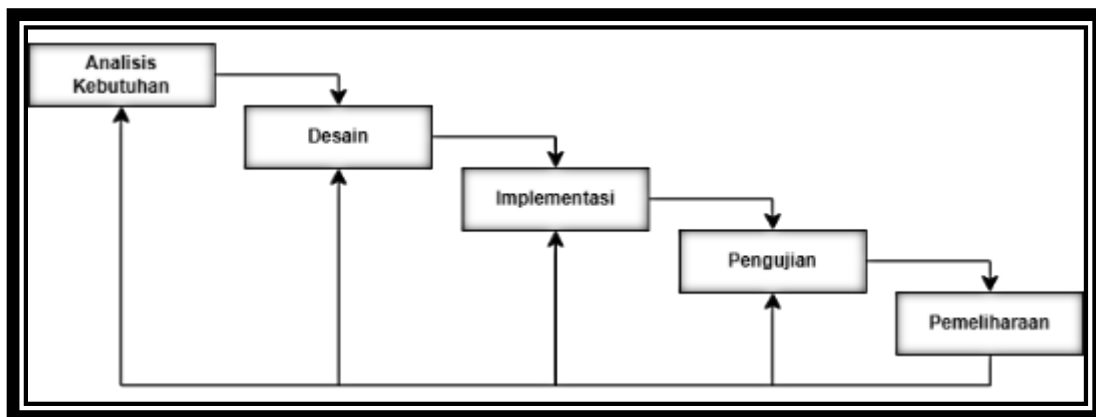 Analisis
Kebutuhan
Desain
Implementasi
Pengujian
Pemeliharaan